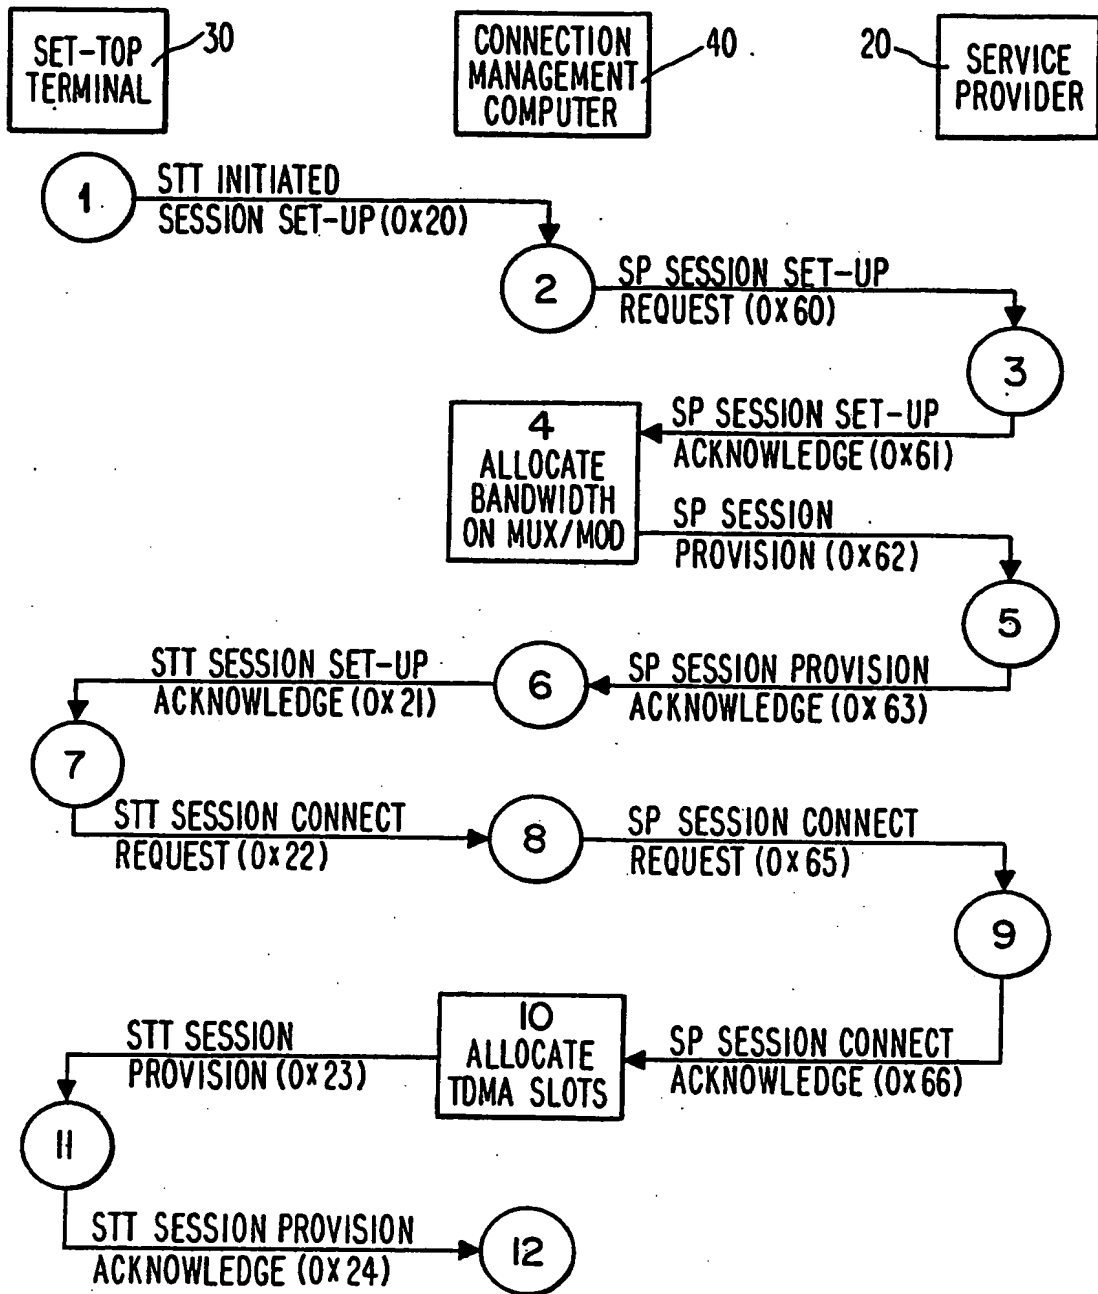 SET-TOP
TERMINAL
30
CONNECTION
MANAGEMENT
COMPUTER
40
20
SERVICE
PROVIDER
1
STT INITIATED
SESSION SET-UP (0X20)
2
SP SESSION SET-UP
REQUEST (0X60)
3
SP SESSION SET-UP
ACKNOWLEDGE (0X61)
4
ALLOCATE
BANDWIDTH
ON MUX/MOD
SP SESSION
PROVISION (0X62)
5
SP SESSION PROVISION
ACKNOWLEDGE (0X63)
6
STT SESSION SET-UP
ACKNOWLEDGE (0X21)
7
STT SESSION CONNECT
REQUEST (0X22)
8
SP SESSION CONNECT
REQUEST (0X65)
9
SP SESSION CONNECT
ACKNOWLEDGE (0X66)
10
ALLOCATE
TDMA SLOTS
STT SESSION
PROVISION (0X23)
11
STT SESSION PROVISION
ACKNOWLEDGE (0X24)
12